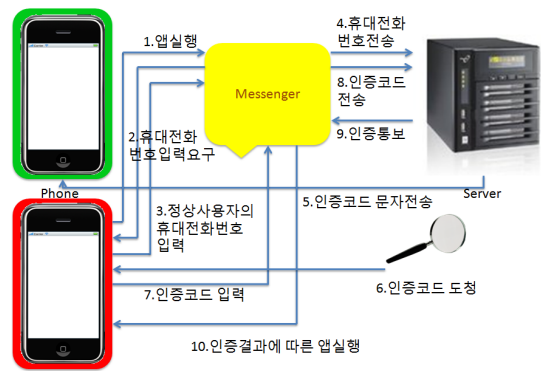 1.앱실행
4.휴대전화
번호전송
Messenger
8.인증코드
전송
9.인증통보
2.휴대전화
번호입력요구
Phone
Server
3.정상사용자의
휴대전화번호
입력
5.인증코드 문자전송
6.인증코드 도청
7.인증코드 입력
10.인증결과에 따른 앱실행